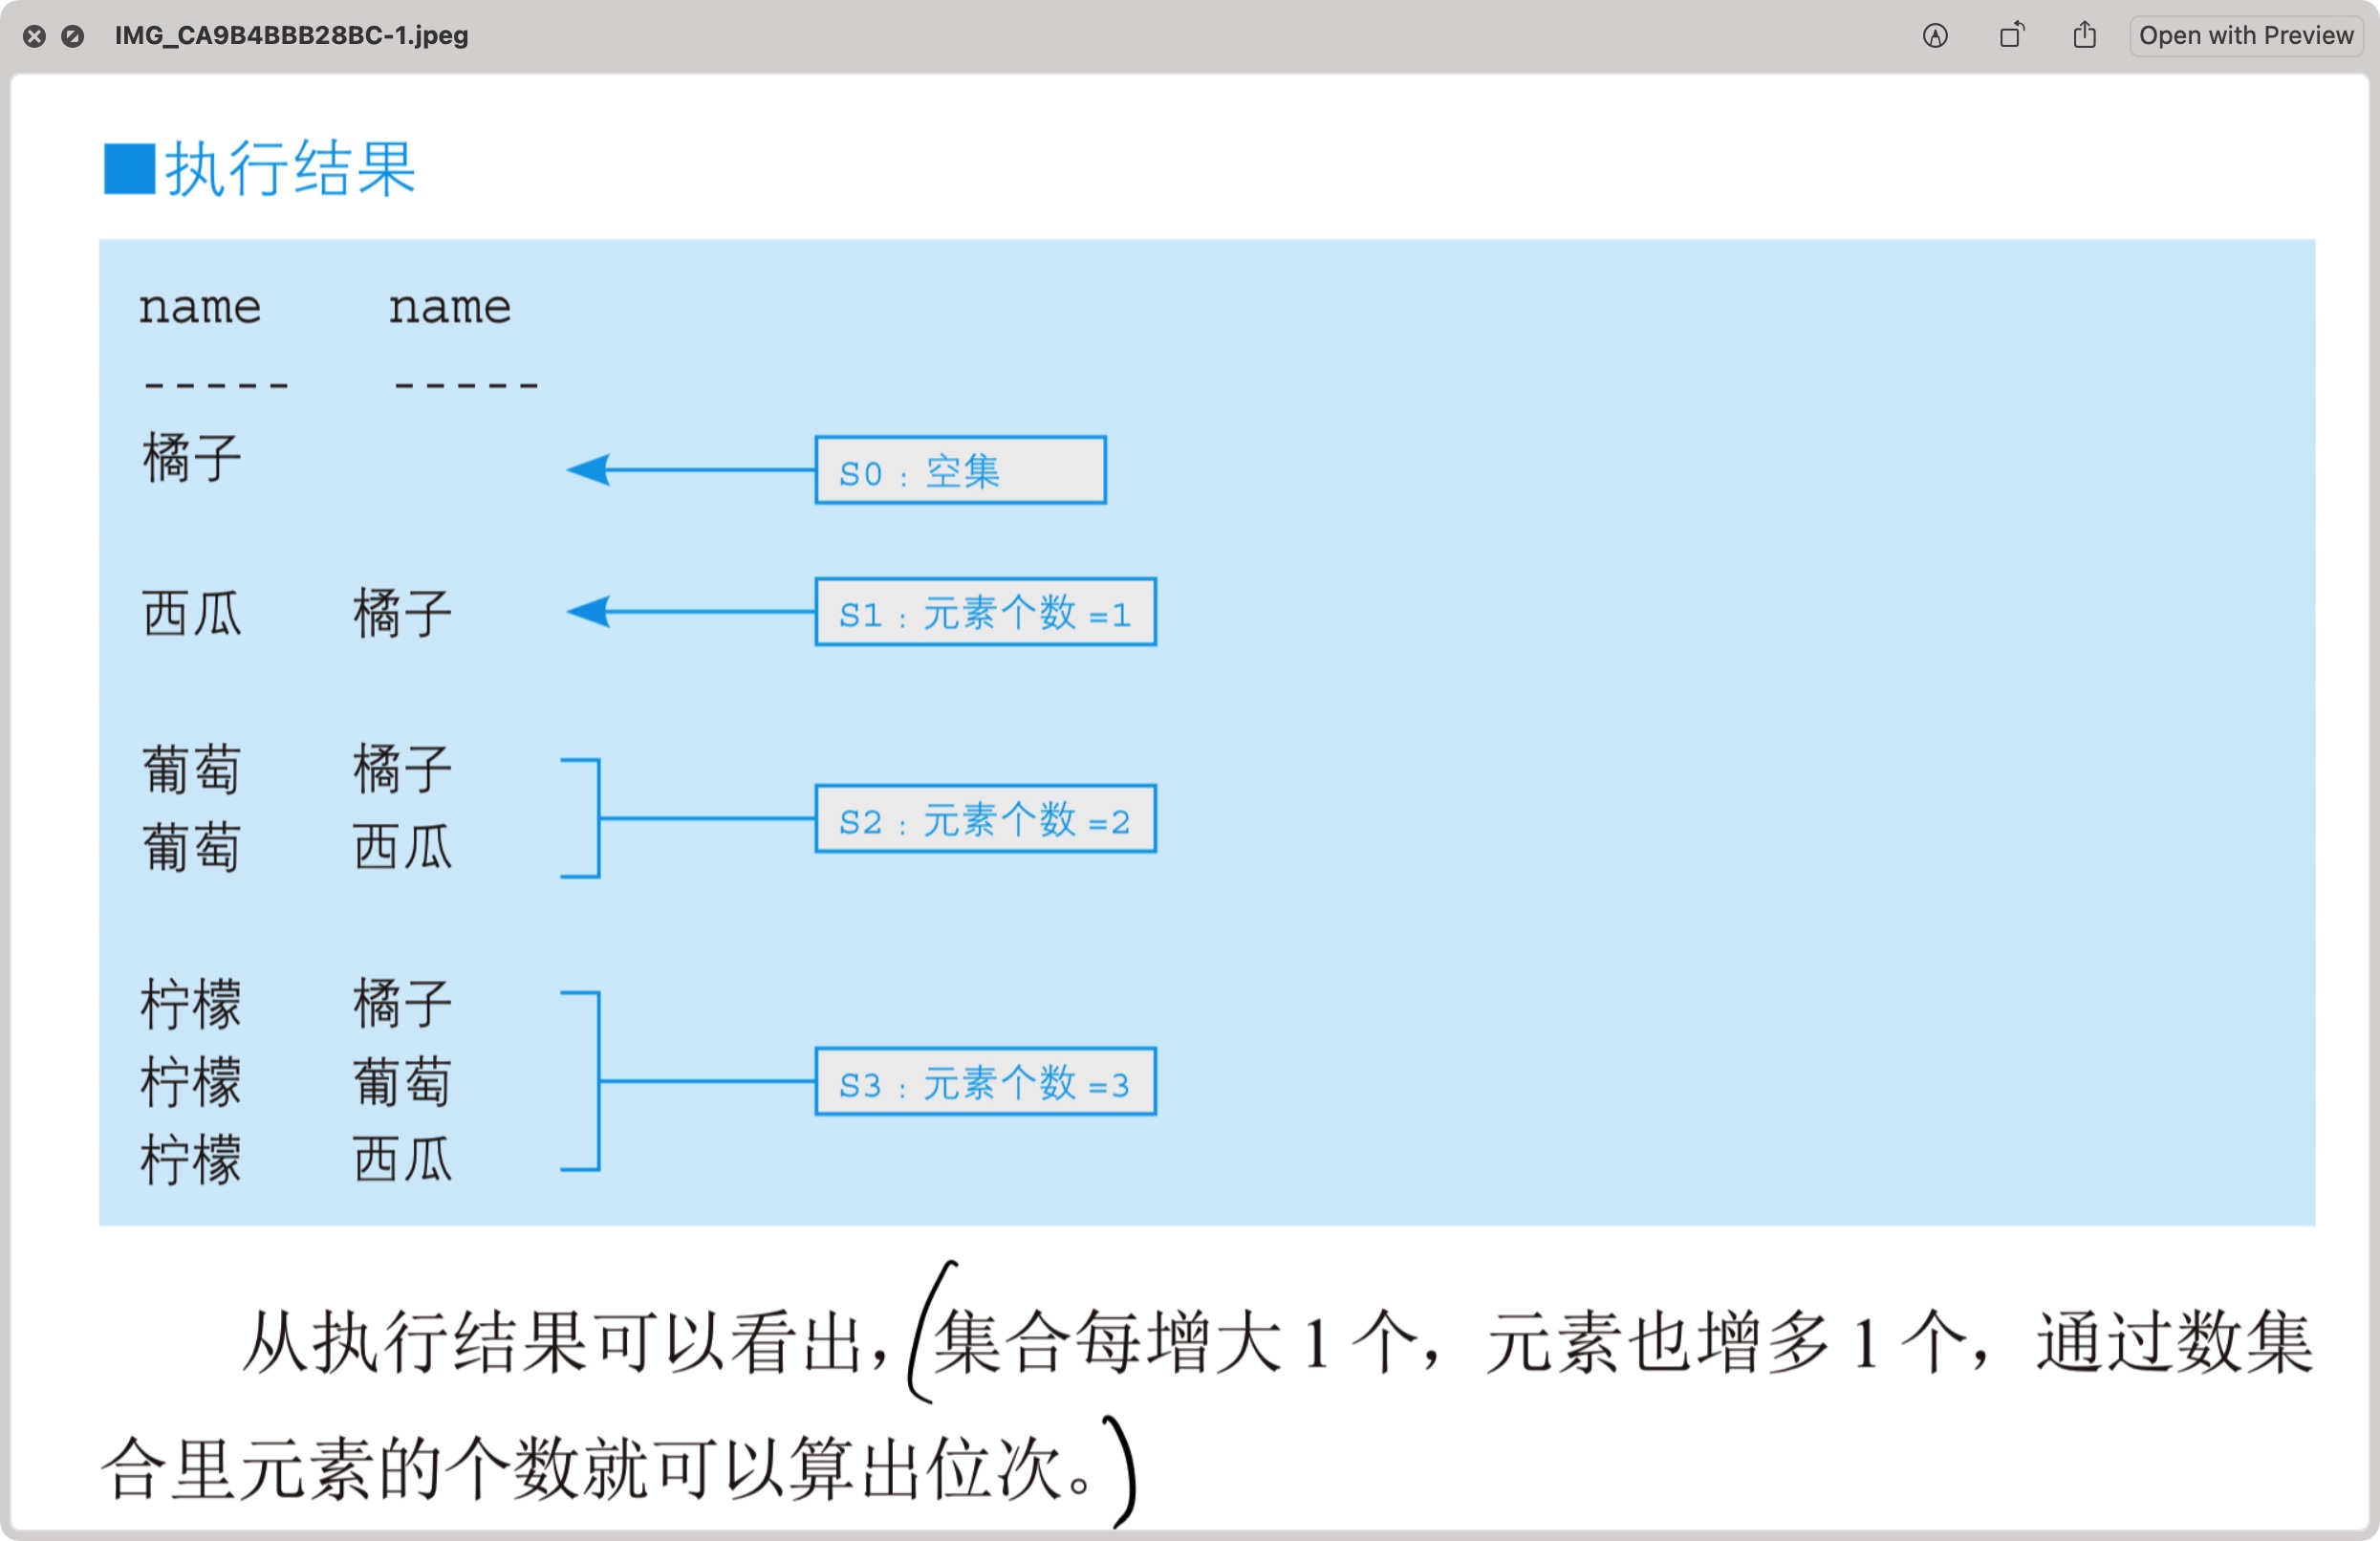 IMG_CA9B4BBB28BC-1.jpeg
Open with Preview
■执行结果
name name
----- -----
橘子 S0：空集
西瓜 橘子 S1：元素个数=1
葡萄 橘子
S2：元素个数=2
葡萄 西瓜
柠檬 橘子
柠檬 葡萄 S3：元素个数=3
柠檬 西瓜
从执行结果可以看出，(集合每增大1个，元素也增多1个，通过数集
合里元素的个数就可以算出位次。)